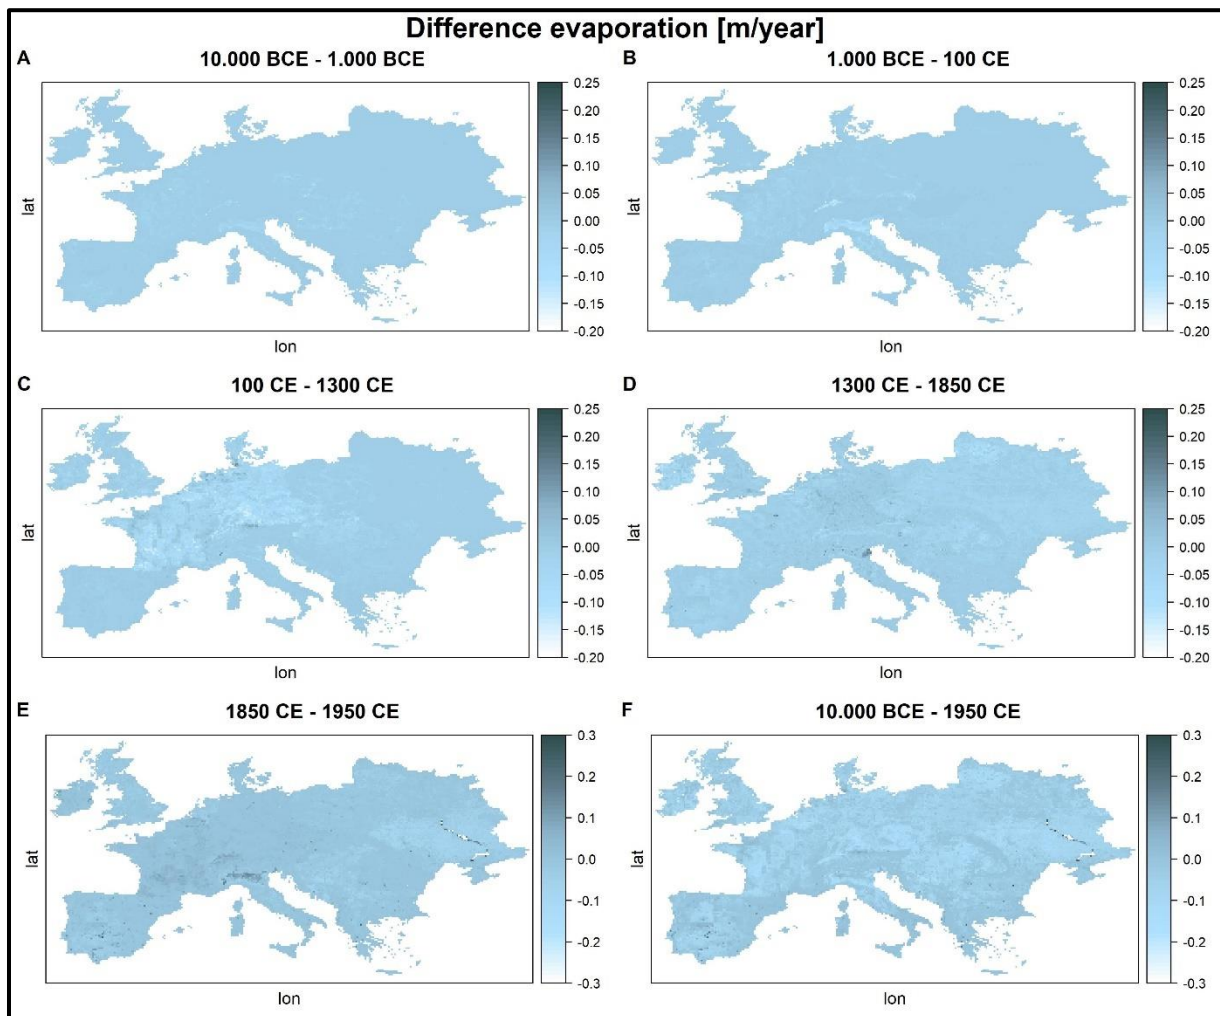 Difference evaporation [m/year]
A
10.000 BCE - 1.000 BCE
lat
0.25
0.20
0.15
0.10
0.05
0.00
-0.05
-0.10
-0.15
-0.20
lon
B
1.000 BCE - 100 CE
lat
0.25
0.20
0.15
0.10
0.05
0.00
-0.05
-0.10
-0.15
-0.20
lon
C
100 CE - 1300 CE
lat
0.25
0.20
0.15
0.10
0.05
0.00
-0.05
-0.10
-0.15
-0.20
lon
D
1300 CE - 1850 CE
lat
0.25
0.20
0.15
0.10
0.05
0.00
-0.05
-0.10
-0.15
-0.20
lon
E
1850 CE - 1950 CE
lat
0.3
0.2
0.1
0.0
-0.1
-0.2
-0.3
lon
F
10.000 BCE - 1950 CE
lat
0.3
0.2
0.1
0.0
-0.1
-0.2
-0.3
lon